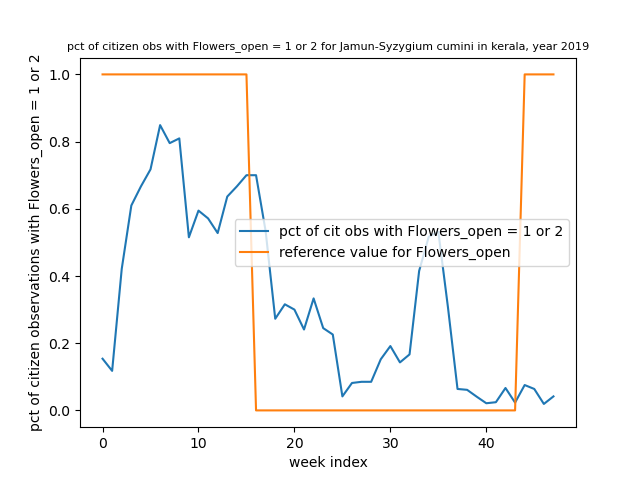 pct of citizen obs with Flowers_open = 1 or 2 for Jamun-Syzygium cumini in kerala, year 2019
pct of citizen observations with Flowers_open = 1 or 2
1.0
0.8
0.6
0.4
0.2
0.0
pct of cit obs with Flowers_open = 1 or 2
reference value for Flowers_open
0 10 20 30 40
week index